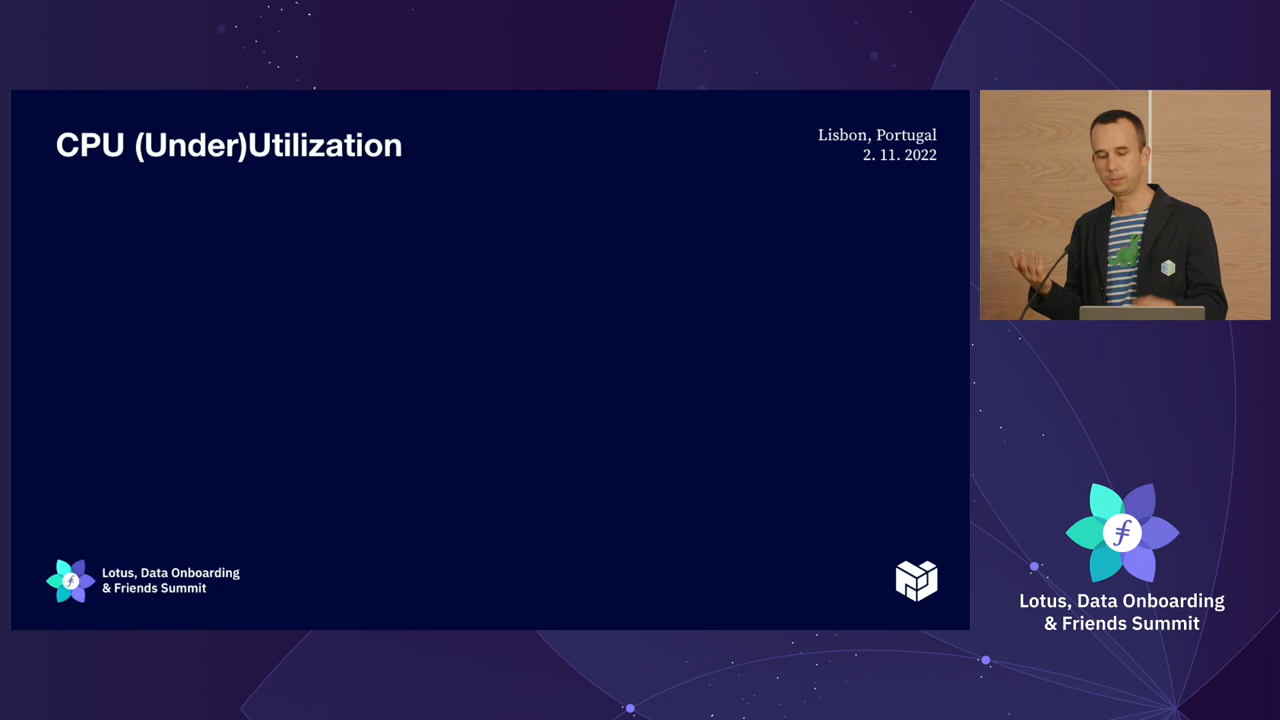 CPU (Under)Utilization
Lisbon, Portugal
2. 11. 2022
Lotus, Data Onboarding
& Friends Summit
Lotus, Data Onboarding
& Friends Summit